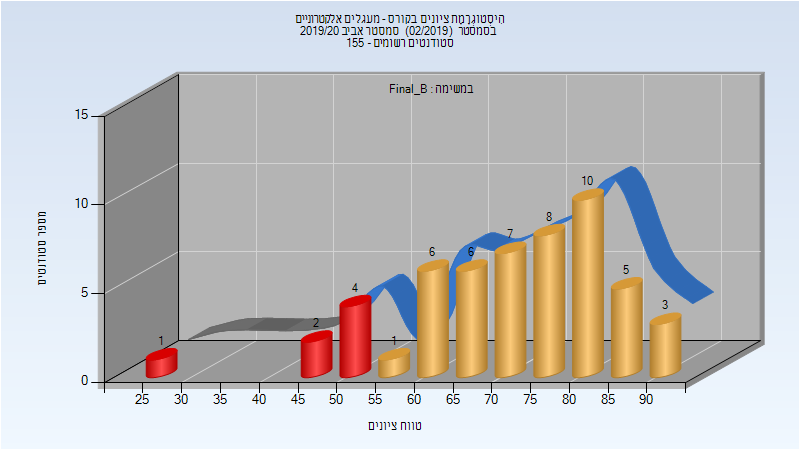 היסטוגרמת ציונים בקורס - מעגלים אלקטרוניים
בסמסטר (02/2019) סמסטר אביב 2019/20
סטודנטים רשומים - 155
במשימה : Final_B
מספר סטודנטים
15
10
5
0
1
2
4
1
6
6
7
8
10
5
3
25 30 35 40 45 50 55 60 65 70 75 80 85 90
טווח ציונים